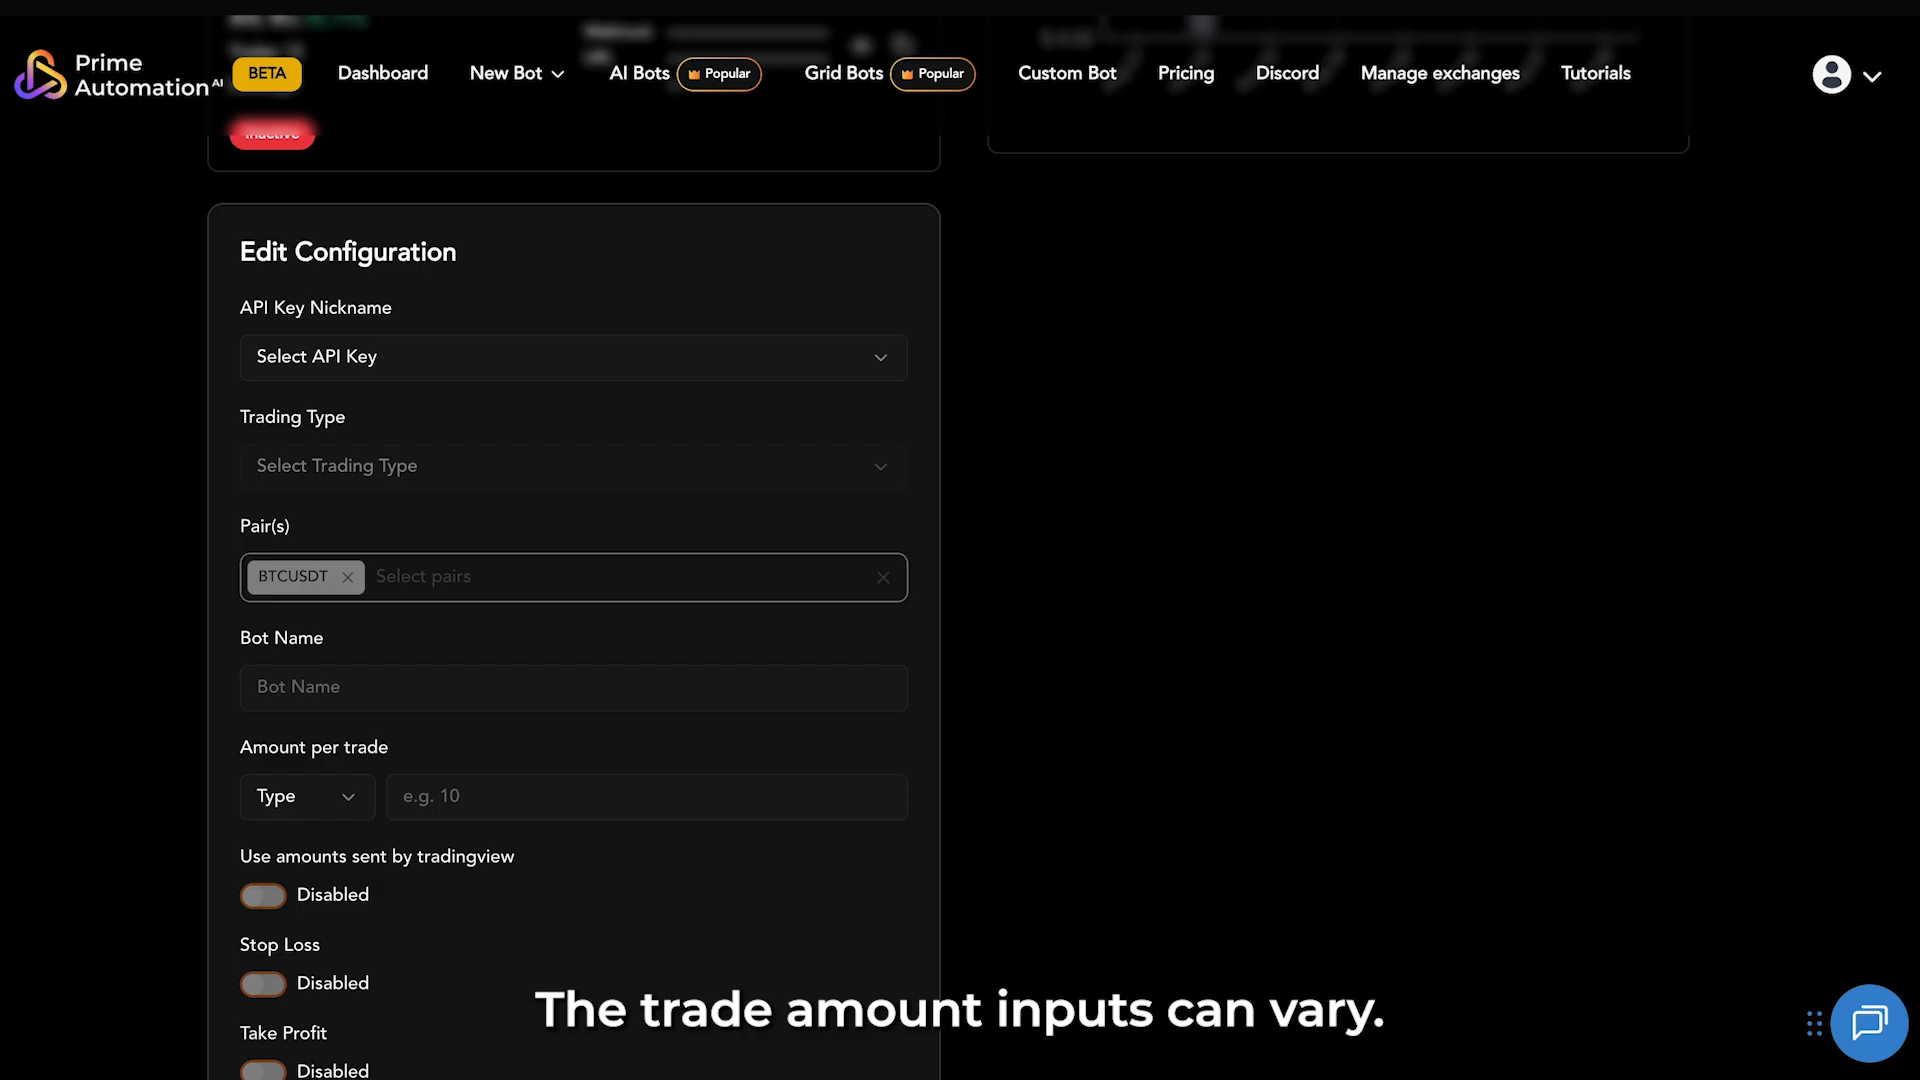 Prime
Automation AI
BETA
Dashboard
New Bot
AI Bots
Popular
Grid Bots
Popular
Custom Bot
Pricing
Discord
Manage exchanges
Tutorials
Inactive
Edit Configuration
API Key Nickname
Select API Key
Trading Type
Select Trading Type
Pair(s)
BTCUSDT
Select pairs
Bot Name
Bot Name
Amount per trade
Type
e.g. 10
Use amounts sent by tradingview
Disabled
Stop Loss
Disabled
Take Profit
Disabled
The trade amount inputs can vary.